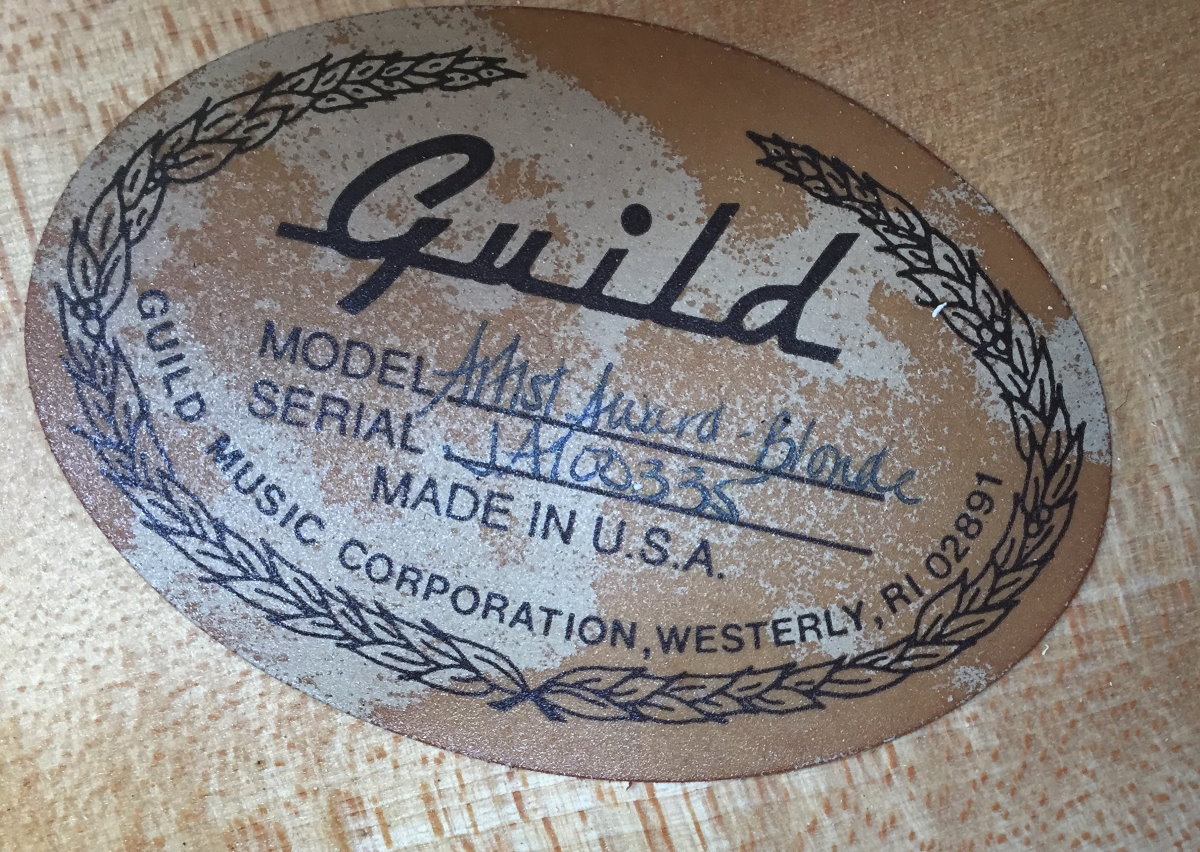 Guild
MODEL Artist Award - Blonde
SERIAL JA100335
MADE IN U.S.A.
GUILD MUSIC CORPORATION, WESTERLY, RI 02891